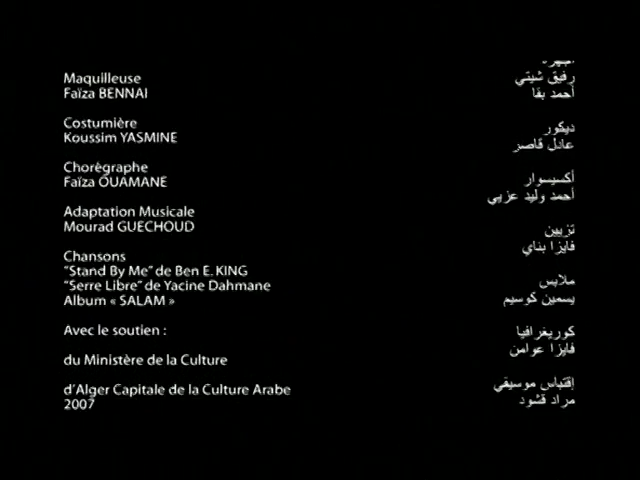 Maquilleuse
Faïza BENNAI
Costumière
Koussim YASMINE
Chorégraphe
Faïza OUAMANE
Adaptation Musicale
Mourad GUECHOUD
Chansons
"Stand By Me" de Ben E. KING
"Serre Libre" de Yacine Dahmane
Album « SALAM »
Avec le soutien :
du Ministère de la Culture
d'Alger Capitale de la Culture Arabe
2007
رفيق شيتي
أحمد بقا
ديكور
عادل قاصر
أكسيسوار
أحمد وليد عزيي
تزيين
فايزا بناي
ملابس
يسمين كوسيم
كوريغرافيا
فايزا عوامن
إقتباس موسيقي
مراد قشود